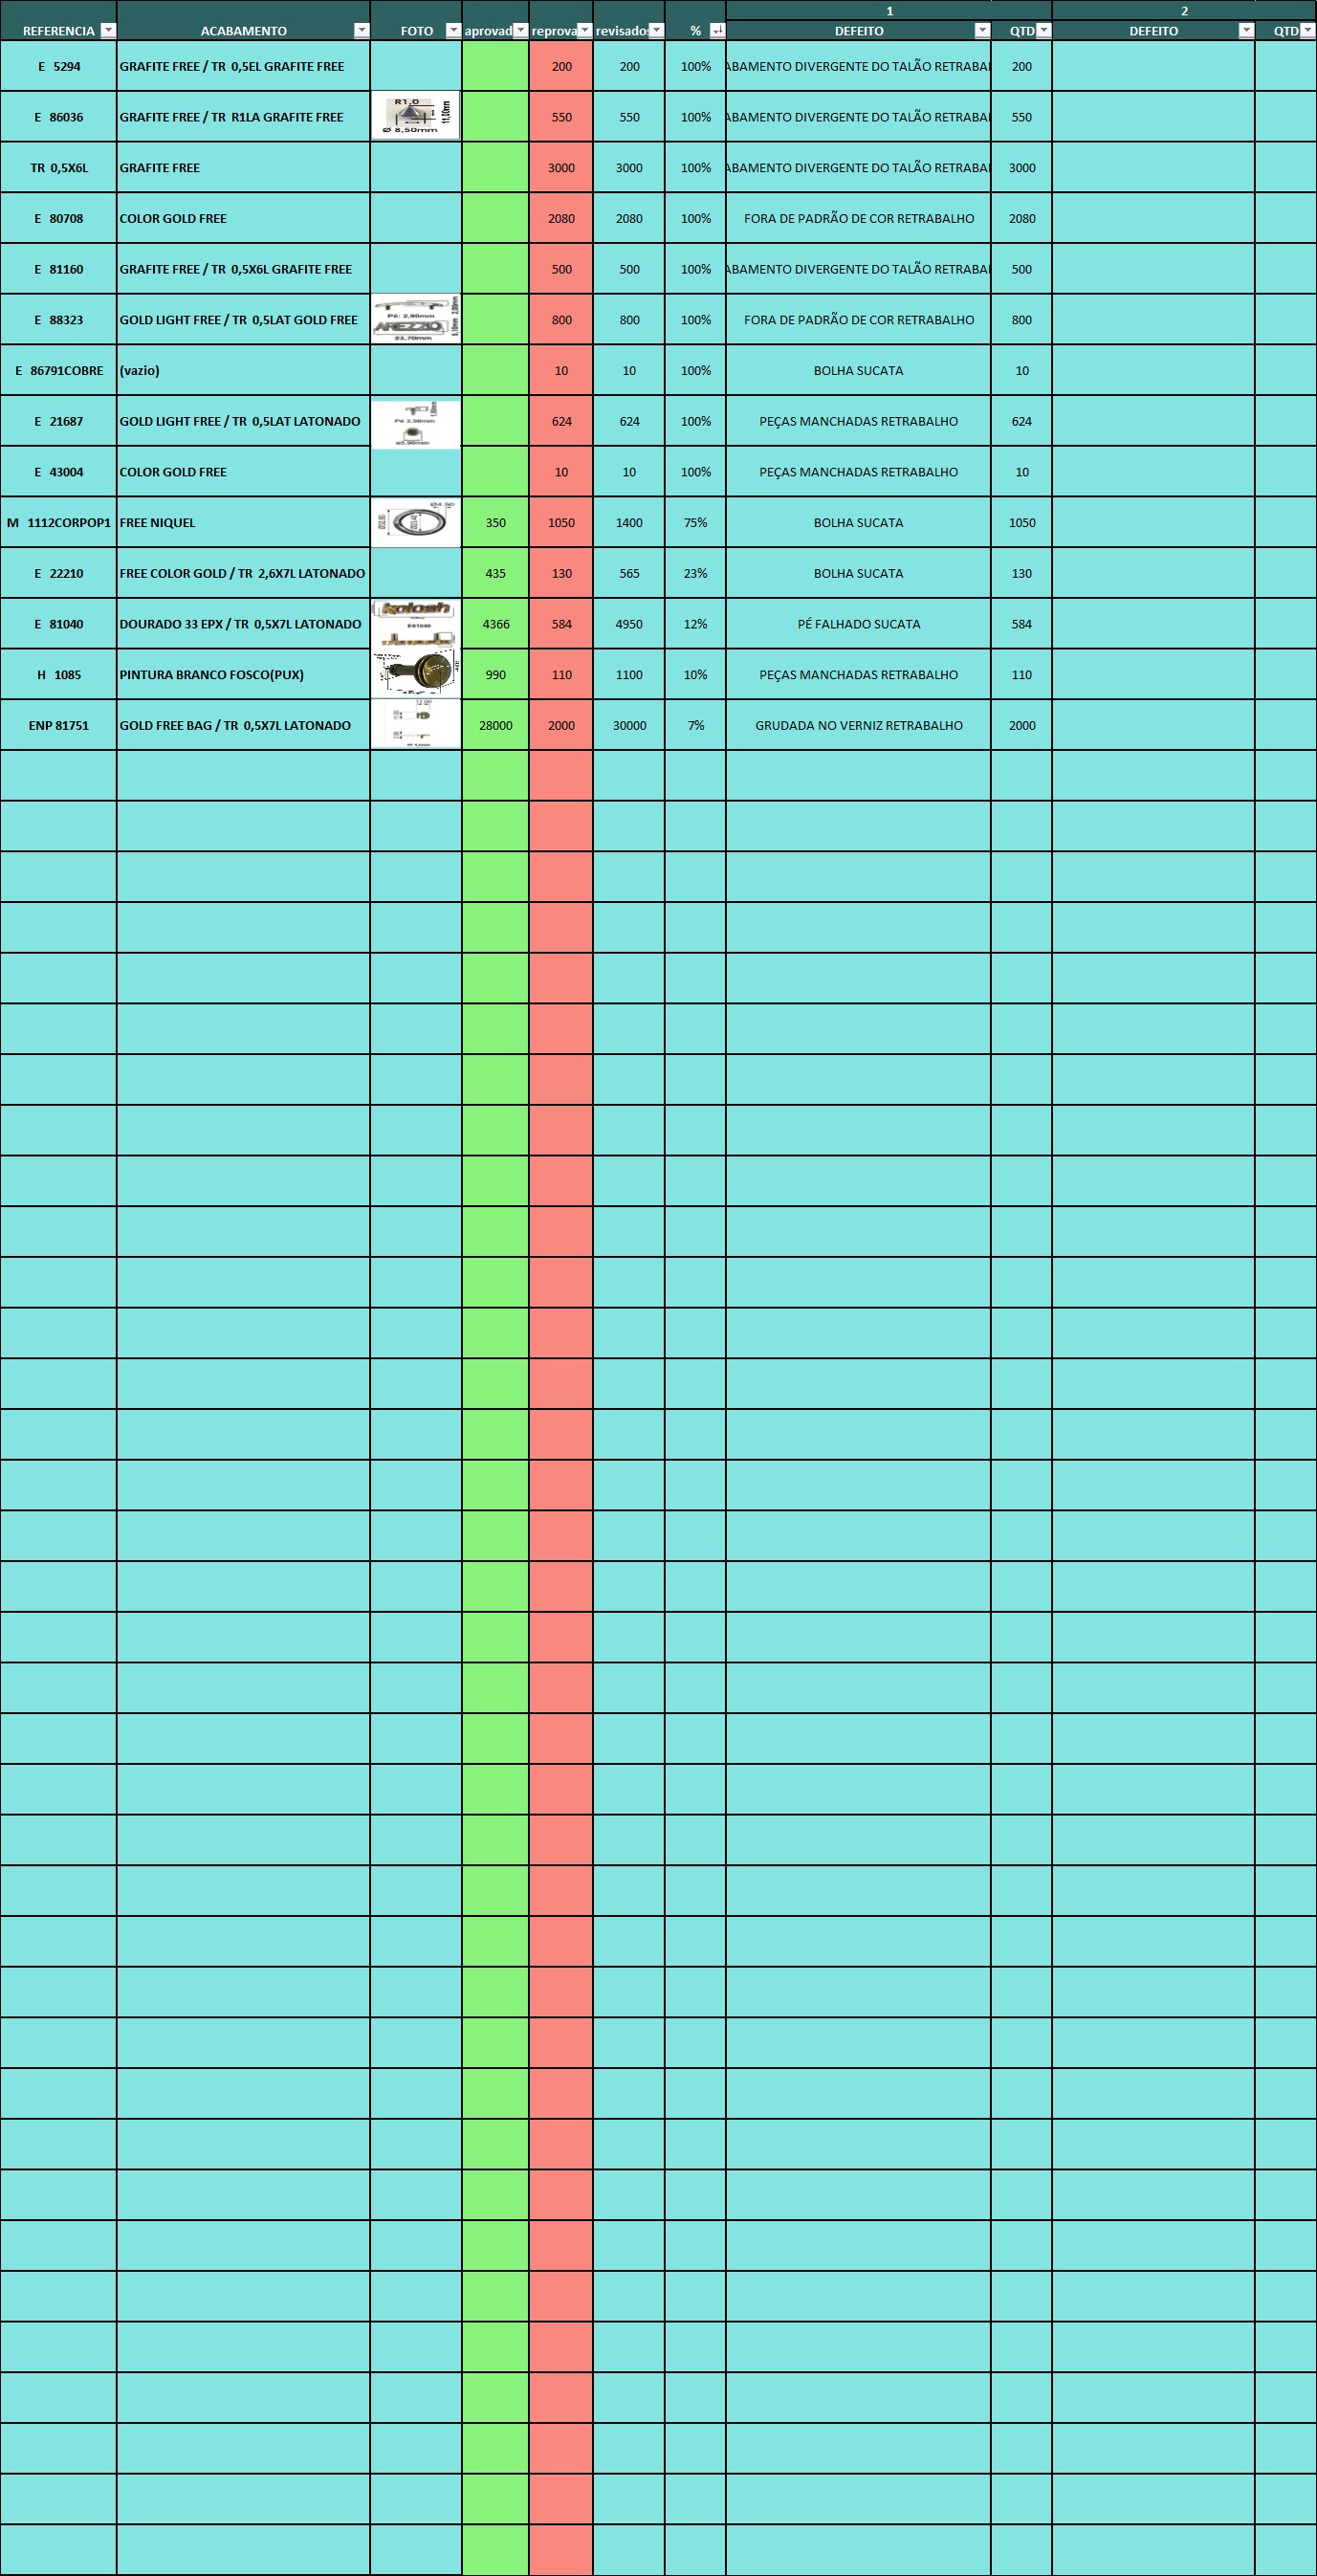 1 2
REFERENCIA ACABAMENTO FOTO aprovad reprova revisados % DEFEITO QTD DEFEITO QTD
E 5294 GRAFITE FREE / TR 0,5EL GRAFITE FREE 200 200 100% ABAMENTO DIVERGENTE DO TALÃO RETRABAI 200
E 86036 GRAFITE FREE / TR R1LA GRAFITE FREE R1.0 11,00mm Ø 8,50mm 550 550 100% ABAMENTO DIVERGENTE DO TALÃO RETRABAI 550
TR 0,5X6L GRAFITE FREE 3000 3000 100% ABAMENTO DIVERGENTE DO TALÃO RETRABAI 3000
E 80708 COLOR GOLD FREE 2080 2080 100% FORA DE PADRÃO DE COR RETRABALHO 2080
E 81160 GRAFITE FREE / TR 0,5X6L GRAFITE FREE 500 500 100% ABAMENTO DIVERGENTE DO TALÃO RETRABAI 500
E 88323 GOLD LIGHT FREE / TR 0,5LAT GOLD FREE Pé: 2,90mm AREZZO 23,70mm 800 800 100% FORA DE PADRÃO DE COR RETRABALHO 800
E 86791COBRE (vazio) 10 10 100% BOLHA SUCATA 10
E 21687 GOLD LIGHT FREE / TR 0,5LAT LATONADO Pé 3,50mm 624 624 100% PEÇAS MANCHADAS RETRABALHO 624
E 43004 COLOR GOLD FREE 10 10 100% PEÇAS MANCHADAS RETRABALHO 10
M 1112CORPOP1 FREE NIQUEL 350 1050 1400 75% BOLHA SUCATA 1050
E 22210 FREE COLOR GOLD / TR 2,6X7L LATONADO 435 130 565 23% BOLHA SUCATA 130
E 81040 DOURADO 33 EPX / TR 0,5X7L LATONADO kolosh E81040 4366 584 4950 12% PÉ FALHADO SUCATA 584
H 1085 PINTURA BRANCO FOSCO(PUX) 990 110 1100 10% PEÇAS MANCHADAS RETRABALHO 110
ENP 81751 GOLD FREE BAG / TR 0,5X7L LATONADO 28000 2000 30000 7% GRUDADA NO VERNIZ RETRABALHO 2000